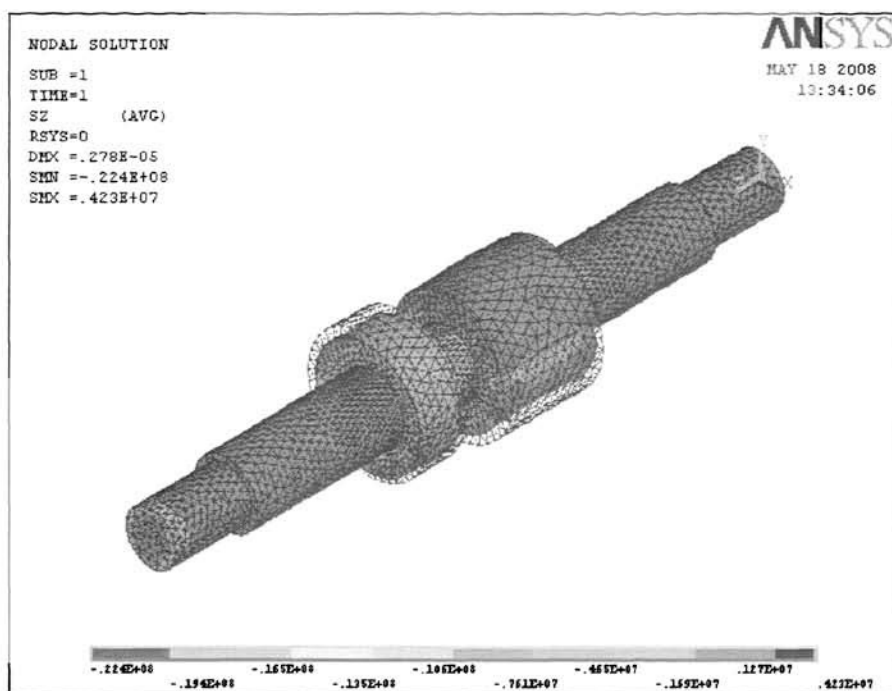 NODAL SOLUTION
SUB =1
TIME=1
SZ (AVG)
RSYS=0
DMX =.278E-05
SMN =-.224E+08
SMX =.423E+07
ANSYS
MAY 18 2008
13:34:06
Y
Z X
-.224E+08 -.165E+08 -.106E+08 -.465E+07 .127E+07
-.194E+08 -.135E+08 -.761E+07 -.169E+07 .423E+07